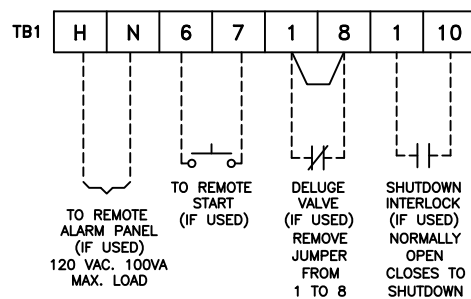 TB1 H N 6 7 1 8 1 10
TO REMOTE
ALARM PANEL
(IF USED)
120 VAC. 100VA
MAX. LOAD
TO REMOTE
START
(IF USED)
DELUGE
VALVE
(IF USED)
REMOVE
JUMPER
FROM
1 TO 8
SHUTDOWN
INTERLOCK
(IF USED)
NORMALLY
OPEN
CLOSES TO
SHUTDOWN